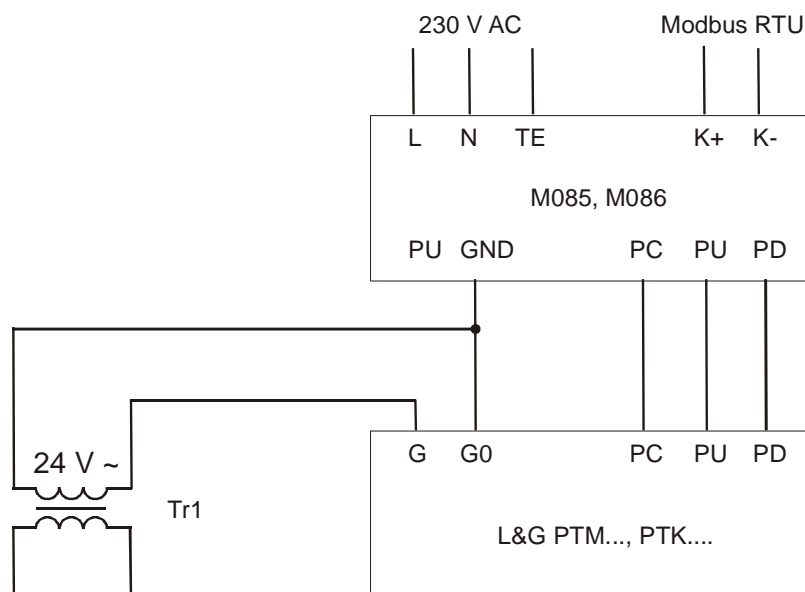 230 V AC Modbus RTU
L N TE K+ K-
M085, M086
PU GND PC PU PD
G G0 PC PU PD
24 V ~
Tr1
L&G PTM..., PTK....